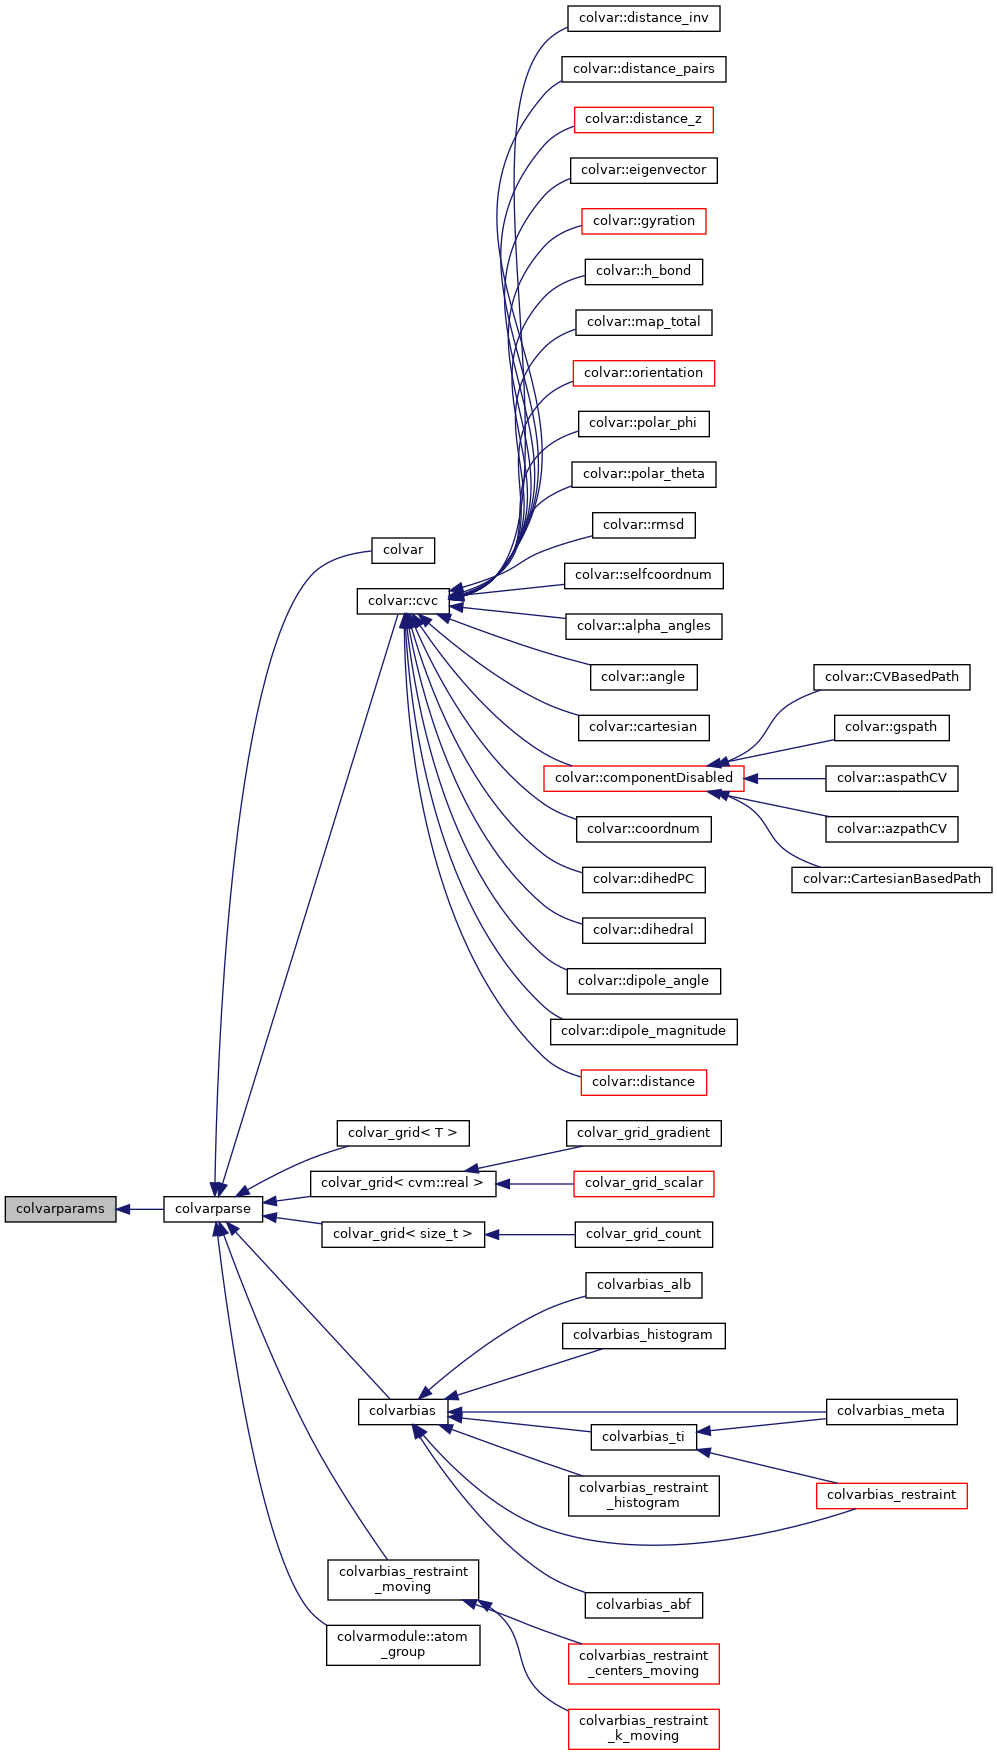 colvar::distance_inv
colvar::distance_pairs
colvar::distance_z
colvar::eigenvector
colvar::gyration
colvar::h_bond
colvar::map_total
colvar::orientation
colvar::polar_phi
colvar::polar_theta
colvar::rmsd
colvar
colvar::selfcoordnum
colvar::cvc
colvar::alpha_angles
colvar::angle
colvar::CVBasedPath
colvar::cartesian
colvar::gspath
colvar::componentDisabled
colvar::aspathCV
colvar::coordnum
colvar::azpathCV
colvar::dihedPC
colvar::CartesianBasedPath
colvar::dihedral
colvar::dipole_angle
colvar::dipole_magnitude
colvar::distance
colvar_grid< T >
colvar_grid_gradient
colvar_grid< cvm::real >
colvar_grid_scalar
colvarparams
colvarparse
colvar_grid< size_t >
colvar_grid_count
colvarbias_alb
colvarbias_histogram
colvarbias
colvarbias_meta
colvarbias_ti
colvarbias_restraint
_histogram
colvarbias_restraint
colvarbias_restraint
_moving
colvarbias_abf
colvarmodule::atom
_group
colvarbias_restraint
_centers_moving
colvarbias_restraint
_k_moving